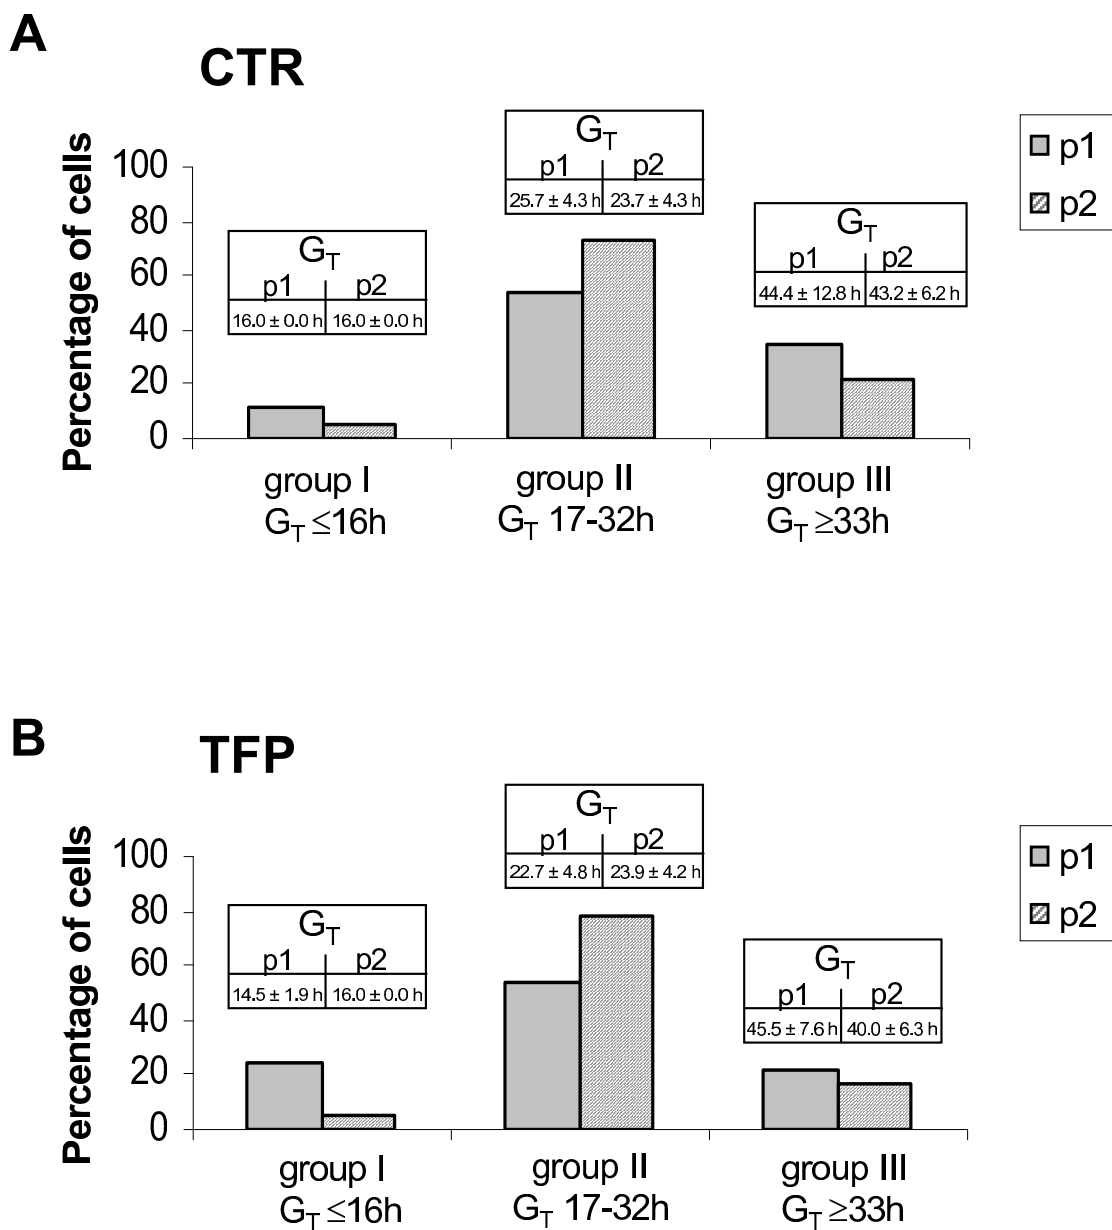 A
CTR
Percentage of cells
100
80
60
40
20
0
G_T
p1 p2
16.0 ± 0.0 h 16.0 ± 0.0 h
G_T
p1 p2
25.7 ± 4.3 h 23.7 ± 4.3 h
G_T
p1 p2
44.4 ± 12.8 h 43.2 ± 6.2 h
p1
p2
group I
G_T ≤16h
group II
G_T 17-32h
group III
G_T ≥33h
B
TFP
Percentage of cells
100
80
60
40
20
0
G_T
p1 p2
14.5 ± 1.9 h 16.0 ± 0.0 h
G_T
p1 p2
22.7 ± 4.8 h 23.9 ± 4.2 h
G_T
p1 p2
45.5 ± 7.6 h 40.0 ± 6.3 h
p1
p2
group I
G_T ≤16h
group II
G_T 17-32h
group III
G_T ≥33h